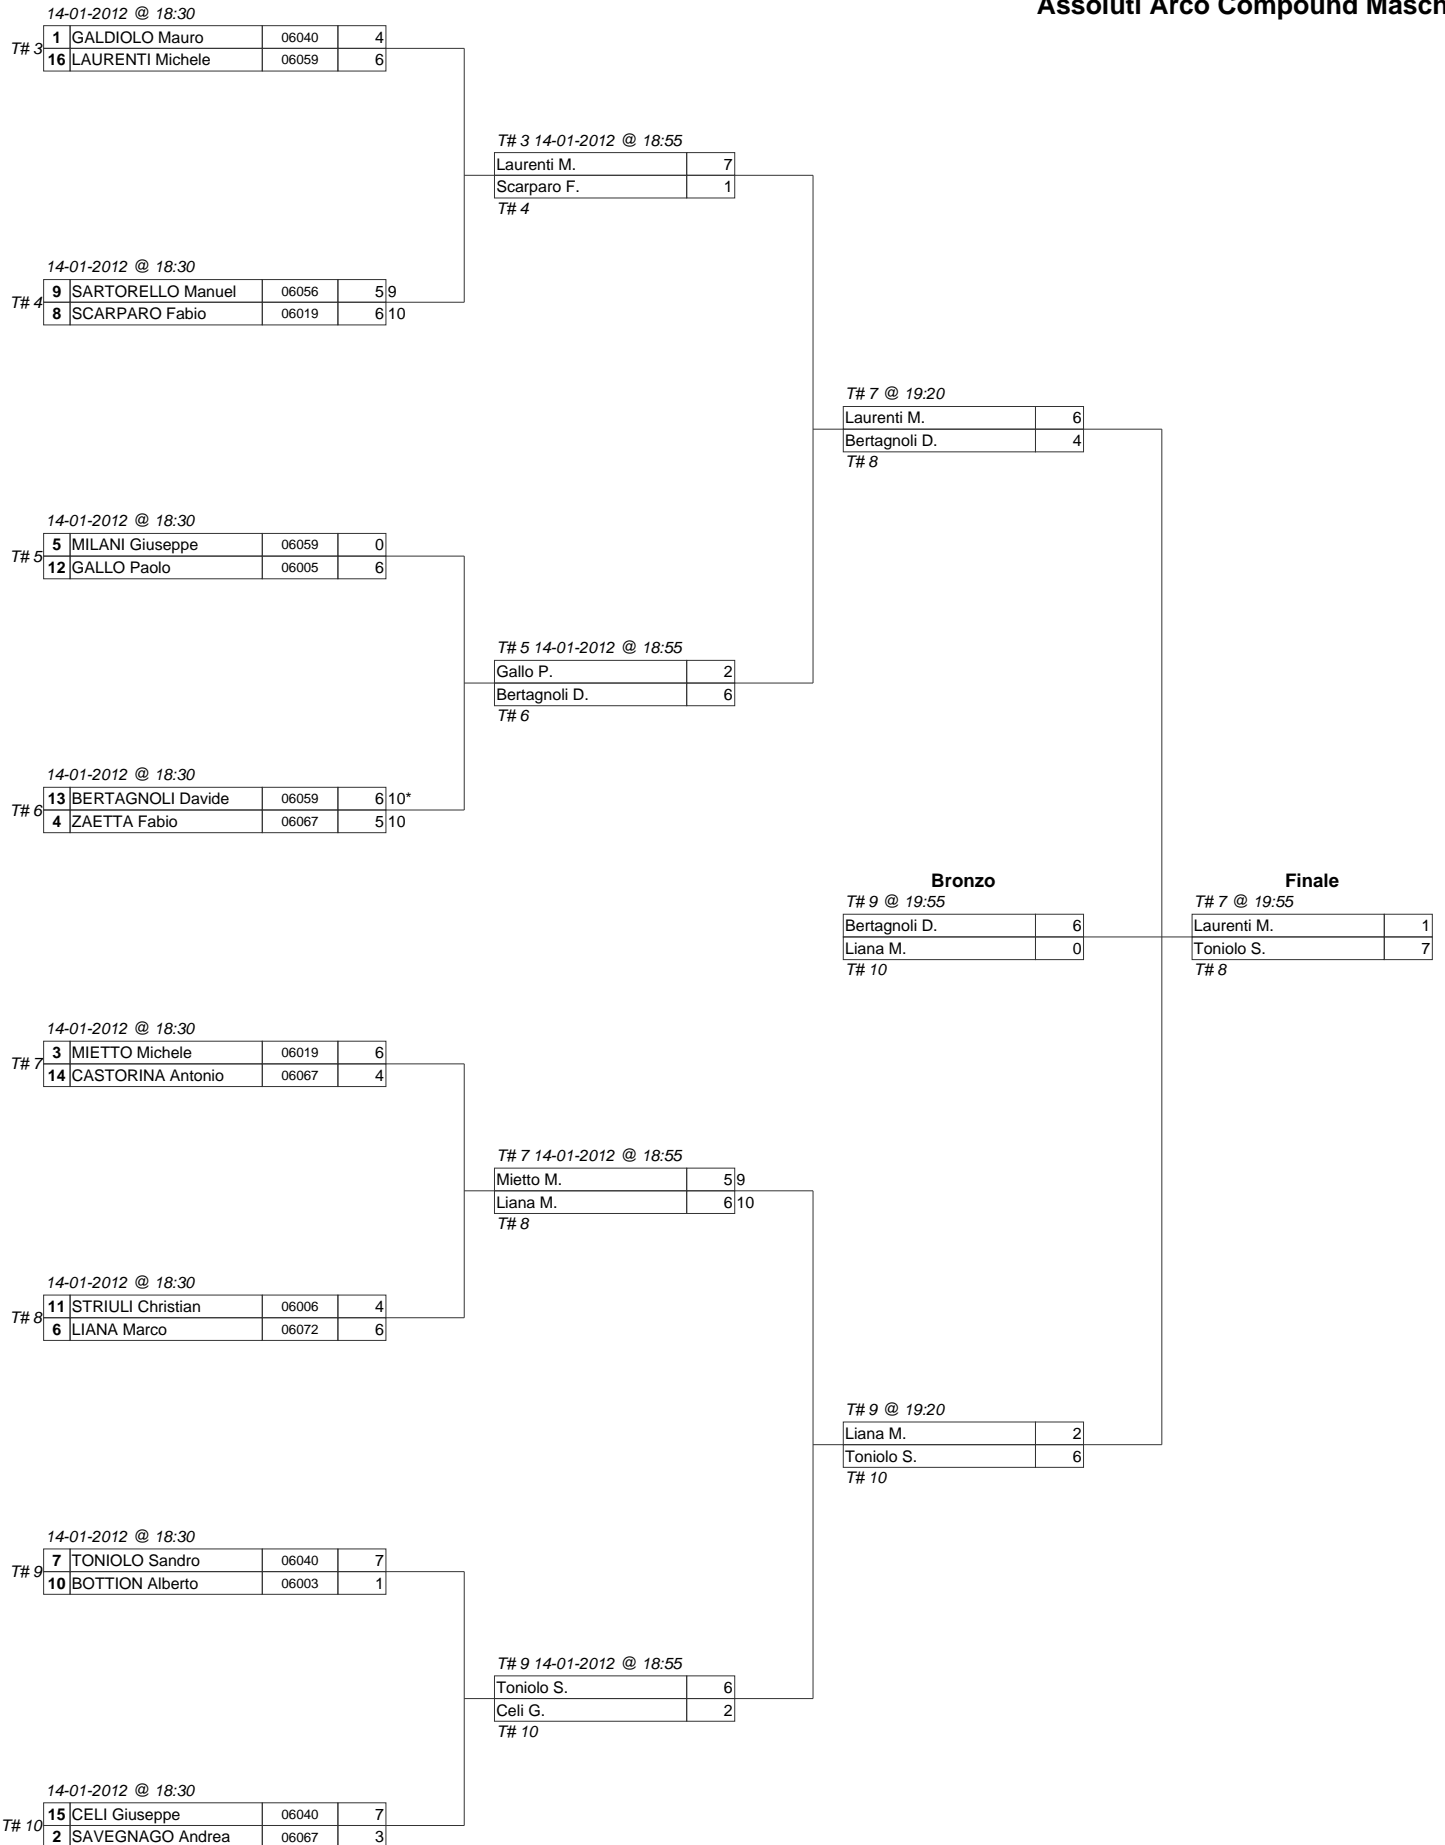 Assoluti Arco Compound Masch
14-01-2012 @ 18:30
T# 3
1 GALDIOLO Mauro 06040 4
16 LAURENTI Michele 06059 6
T# 3 14-01-2012 @ 18:55
Laurenti M. 7
Scarparo F. 1
T# 4
14-01-2012 @ 18:30
T# 4
9 SARTORELLO Manuel 06056 5 9
8 SCARPARO Fabio 06019 6 10
T# 7 @ 19:20
Laurenti M. 6
Bertagnoli D. 4
T# 8
14-01-2012 @ 18:30
T# 5
5 MILANI Giuseppe 06059 0
12 GALLO Paolo 06005 6
T# 5 14-01-2012 @ 18:55
Gallo P. 2
Bertagnoli D. 6
T# 6
14-01-2012 @ 18:30
T# 6
13 BERTAGNOLI Davide 06059 6 10*
4 ZAETTA Fabio 06067 5 10
Bronzo
T# 9 @ 19:55
Bertagnoli D. 6
Liana M. 0
T# 10
Finale
T# 7 @ 19:55
Laurenti M. 1
Toniolo S. 7
T# 8
14-01-2012 @ 18:30
T# 7
3 MIETTO Michele 06019 6
14 CASTORINA Antonio 06067 4
T# 7 14-01-2012 @ 18:55
Mietto M. 5 9
Liana M. 6 10
T# 8
14-01-2012 @ 18:30
T# 8
11 STRIULI Christian 06006 4
6 LIANA Marco 06072 6
T# 9 @ 19:20
Liana M. 2
Toniolo S. 6
T# 10
14-01-2012 @ 18:30
T# 9
7 TONIOLO Sandro 06040 7
10 BOTTION Alberto 06003 1
T# 9 14-01-2012 @ 18:55
Toniolo S. 6
Celi G. 2
T# 10
14-01-2012 @ 18:30
T# 10
15 CELI Giuseppe 06040 7
2 SAVEGNAGO Andrea 06067 3